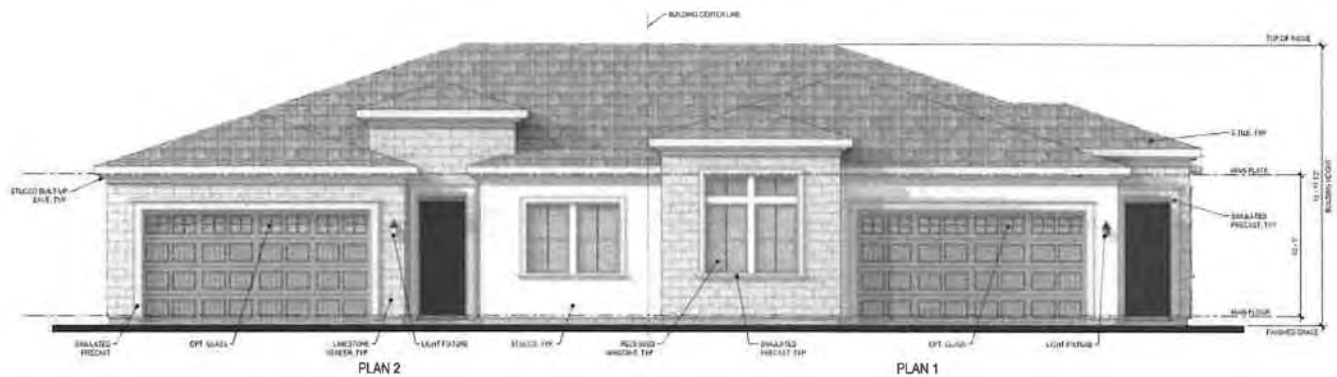 BUILDING CENTER LINE
TOP OF RIDGE
S-TILE, TYP
STUCCO BUILT-UP
EAVE, TYP
MAIN PLATE
SIMULATED
PRECAST, TYP
BUILDING HEIGHT
MAIN FLOOR
FINISHED GRADE
SIMULATED
PRECAST
OPT. GLASS
LIMESTONE
VENEER, TYP
LIGHT FIXTURE
STUCCO, TYP
RECESSED
WINDOWS, TYP
SIMULATED
PRECAST, TYP
OPT. GLASS
LIGHT FIXTURE
PLAN 2
PLAN 1